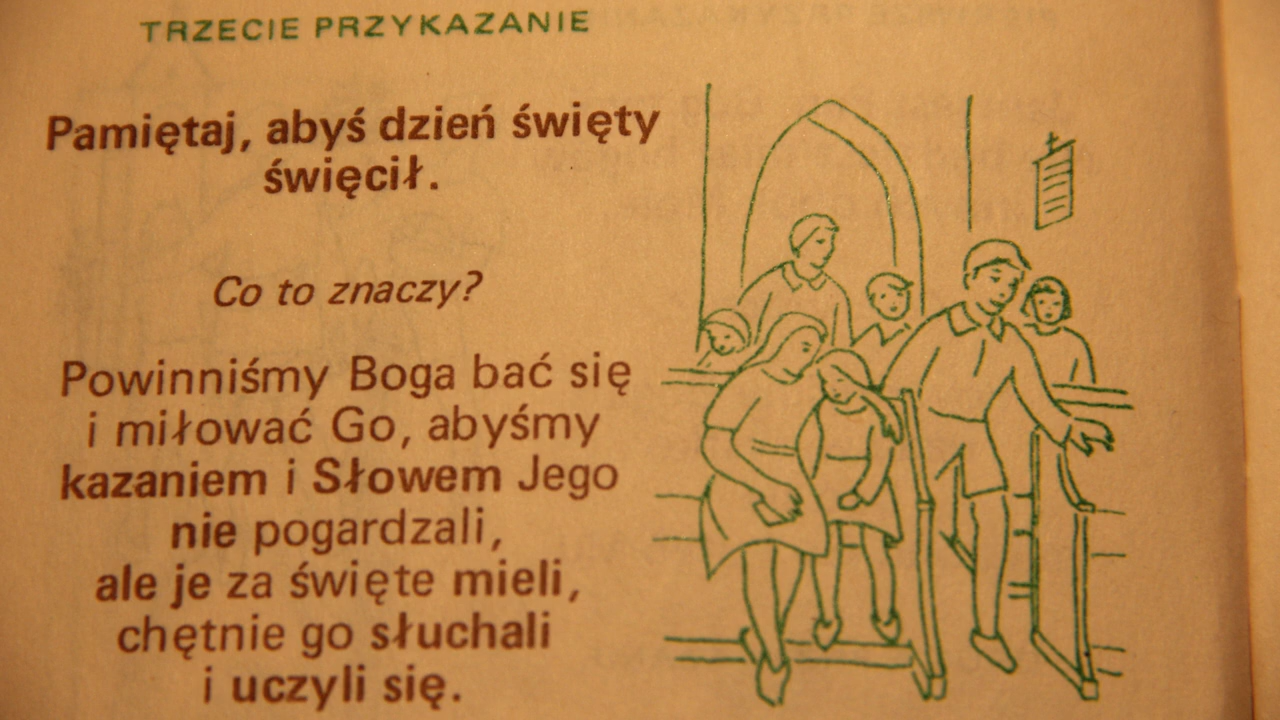 TRZECIE PRZYKAZANIE
Pamiętaj, abyś dzień święty
święcił.
Co to znaczy?
Powinniśmy Boga bać się
i miłować Go, abyśmy
kazaniem i Słowem Jego
nie pogardzali,
ale je za święte mieli,
chętnie go słuchali
i uczyli się.